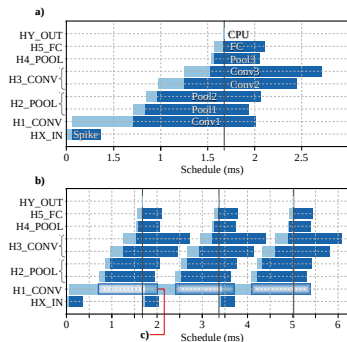 a)
HY_OUT
CPU
H5_FC
FC
H4_POOL
Pool3
H3_CONV
Conv3
Conv2
H2_POOL
Pool2
Pool1
H1_CONV
Conv1
HX_IN
Spike
0 1.5 1 1.5 2 2.5
Schedule (ms)
b)
HY_OUT
H5_FC
H4_POOL
H3_CONV
H2_POOL
H1_CONV
HX_IN
0 1 2 3 4 5 6
c)
Schedule (ms)